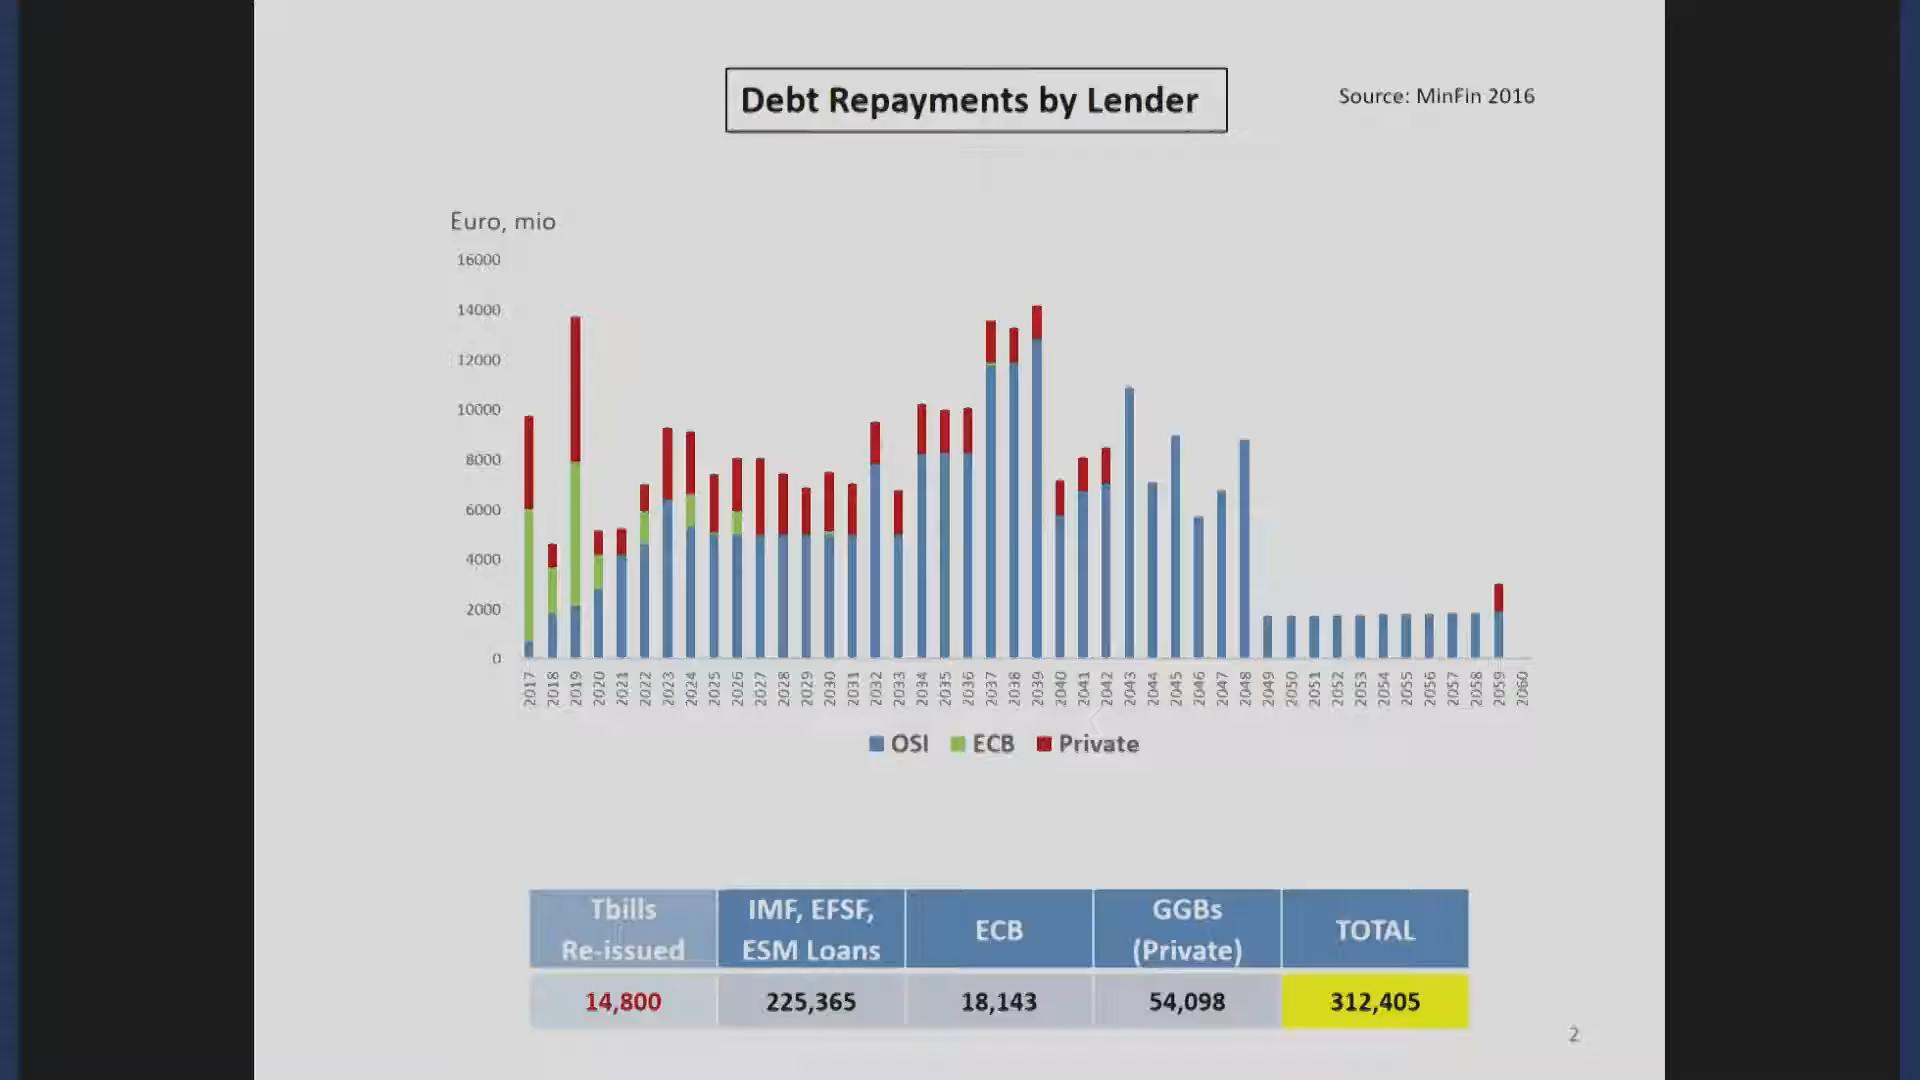 Debt Repayments by Lender
Source: MinFin 2016
Euro, mio
16000
14000
12000
10000
8000
6000
4000
2000
0
2017 2018 2019 2020 2021 2022 2023 2024 2025 2026 2027 2028 2029 2030 2031 2032 2033 2034 2035 2036 2037 2038 2039 2040 2041 2042 2043 2044 2045 2046 2047 2048 2049 2050 2051 2052 2053 2054 2055 2056 2057 2058 2059 2060
OSI ECB Private
Tbills Re-issued
IMF, EFSF, ESM Loans
ECB
GGBs (Private)
TOTAL
14,800 225,365 18,143 54,098 312,405
2